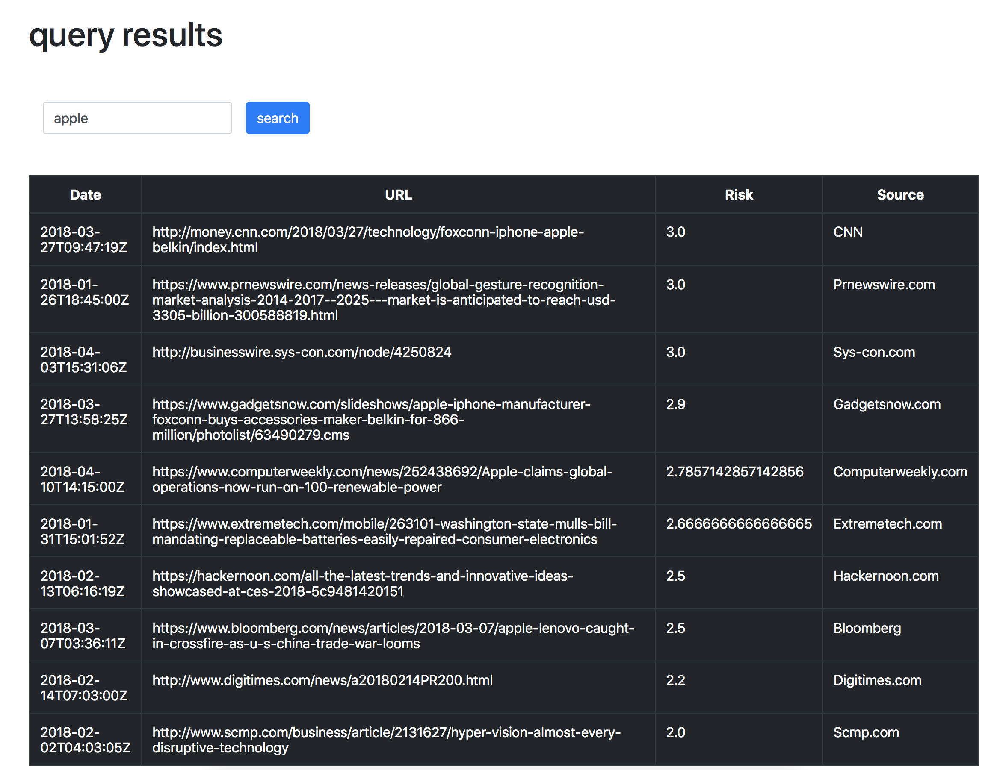 query results
apple
search
Date URL Risk Source
2018-03- http://money.cnn.com/2018/03/27/technology/foxconn-iphone-apple- 3.0 CNN
27T09:47:19Z belkin/index.html
2018-01- https://www.prnewswire.com/news-releases/global-gesture-recognition- 3.0 Prnewswire.com
26T18:45:00Z market-analysis-2014-2017--2025---market-is-anticipated-to-reach-usd-
3305-billion-300588819.html
2018-04- http://businesswire.sys-con.com/node/4250824 3.0 Sys-con.com
03T15:31:06Z
2018-03- https://www.gadgetsnow.com/slideshows/apple-iphone-manufacturer- 2.9 Gadgetsnow.com
27T13:58:25Z foxconn-buys-accessories-maker-belkin-for-866-
million/photolist/63490279.cms
2018-04- https://www.computerweekly.com/news/252438692/Apple-claims-global- 2.7857142857142856 Computerweekly.com
10T14:15:00Z operations-now-run-on-100-renewable-power
2018-01- https://www.extremetech.com/mobile/263101-washington-state-mulls-bill- 2.6666666666666665 Extremetech.com
31T15:01:52Z mandating-replaceable-batteries-easily-repaired-consumer-electronics
2018-02- https://hackernoon.com/all-the-latest-trends-and-innovative-ideas- 2.5 Hackernoon.com
13T06:16:19Z showcased-at-ces-2018-5c9481420151
2018-03- https://www.bloomberg.com/news/articles/2018-03-07/apple-lenovo-caught- 2.5 Bloomberg
07T03:36:11Z in-crossfire-as-u-s-china-trade-war-looms
2018-02- http://www.digitimes.com/news/a20180214PR200.html 2.2 Digitimes.com
14T07:03:00Z
2018-02- http://www.scmp.com/business/article/2131627/hyper-vision-almost-every- 2.0 Scmp.com
02T04:03:05Z disruptive-technology